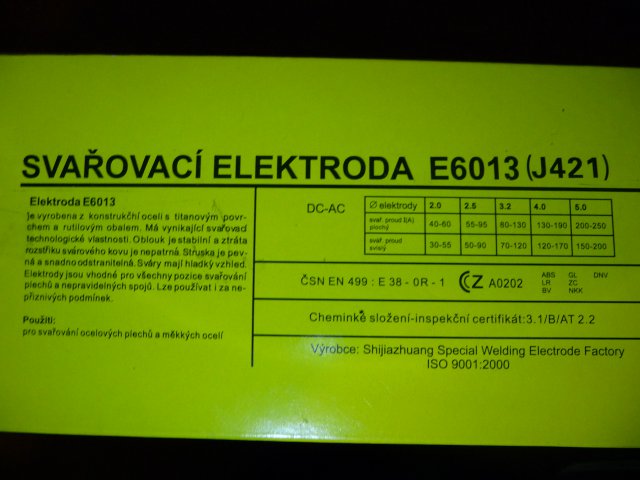 SVAŘOVACÍ ELEKTRODA E6013 (J421)
Elektroda E6013
je vyrobena z konstrukční oceli s titanovým povr-
chem a rutilovým obalem. Má vynikající svařovací
technologické vlastnosti. Oblouk je stabilní a ztráta
rozstřiku svárového kovu je nepatrná. Struska je pev-
ná a snadno odstranitelná. Sváry mají hladký vzhled.
Elektrody jsou vhodné pro všechny pozice svařování
plechů a nepravidelných spojů. Lze používat i za ne-
příznivých podmínek.
Použití:
pro svařování ocelových plechů a měkkých ocelí
DC-AC
Ø elektrody 2.0 2.5 3.2 4.0 5.0
svař. proud I(A)
plochý 40-60 55-95 80-130 130-190 200-250
svař. proud
svislý 30-55 50-90 70-120 120-170 150-200
ČSN EN 499 : E 38 - 0R - 1 CCZ A0202
ABS GL DNV
LR ZC
BV NKK
Cheminké složení-inspekční certifikát:3.1/B/AT 2.2
Výrobce: Shijiazhuang Special Welding Electrode Factory
ISO 9001:2000